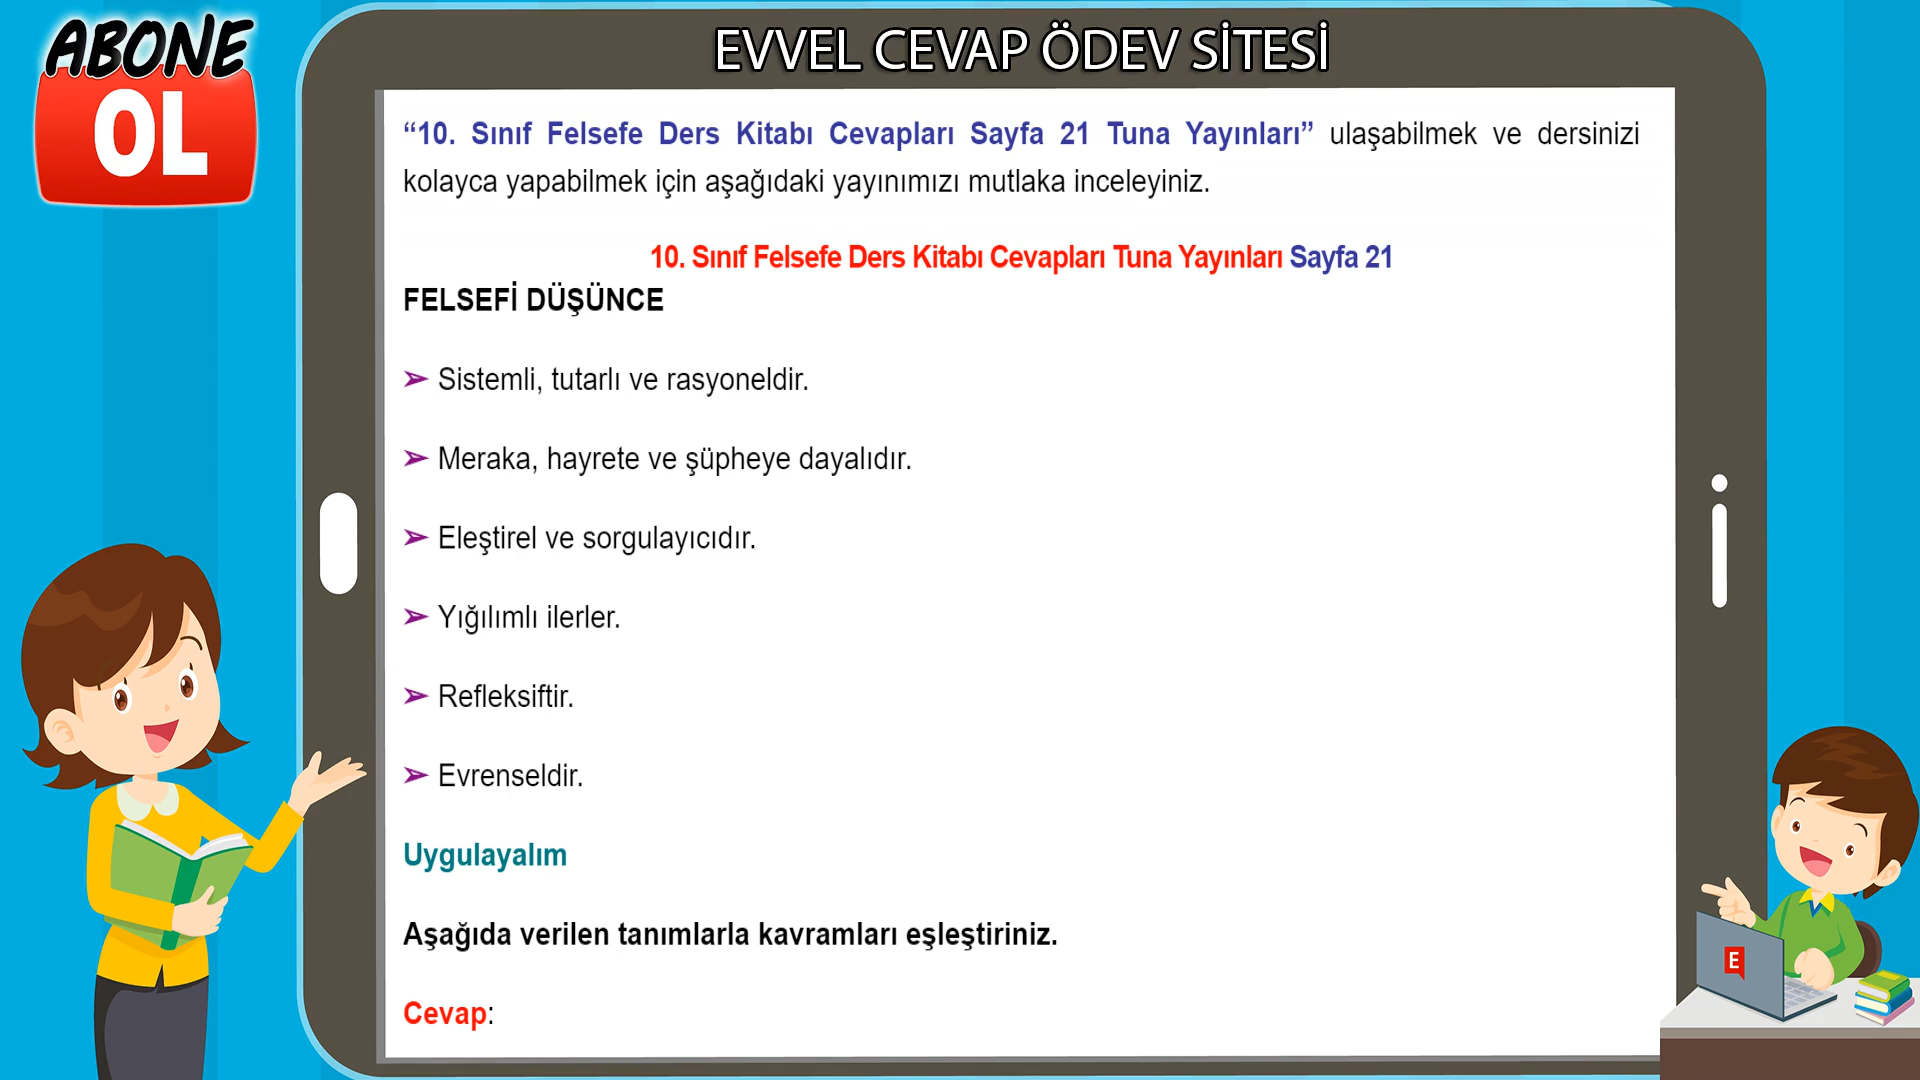 ABONE
OL
EVVEL CEVAP ÖDEV SİTESİ
“10. Sınıf Felsefe Ders Kitabı Cevapları Sayfa 21 Tuna Yayınları” ulaşabilmek ve dersinizi
kolayca yapabilmek için aşağıdaki yayınımızı mutlaka inceleyiniz.
10. Sınıf Felsefe Ders Kitabı Cevapları Tuna Yayınları Sayfa 21
FELSEFİ DÜŞÜNCE
➢ Sistemli, tutarlı ve rasyoneldir.
➢ Meraka, hayrete ve şüpheye dayalıdır.
➢ Eleştirel ve sorgulayıcıdır.
➢ Yığılımlı ilerler.
➢ Refleksiftir.
➢ Evrenseldir.
Uygulayalım
Aşağıda verilen tanımlarla kavramları eşleştiriniz.
Cevap:
E